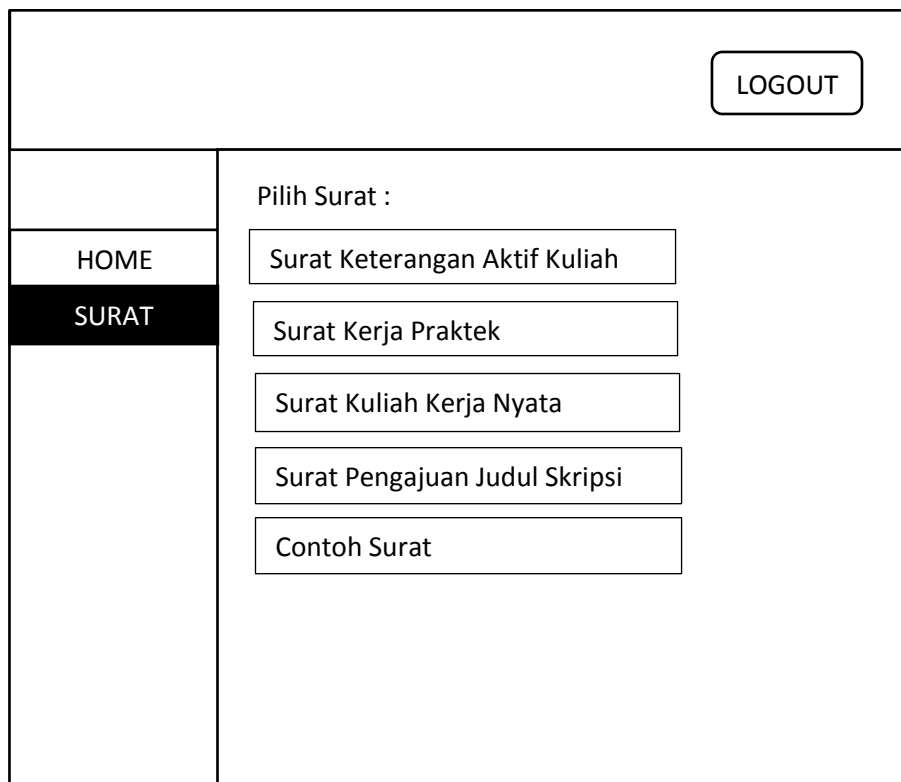 LOGOUT
Pilih Surat :
HOME
SURAT
Surat Keterangan Aktif Kuliah
Surat Kerja Praktek
Surat Kuliah Kerja Nyata
Surat Pengajuan Judul Skripsi
Contoh Surat